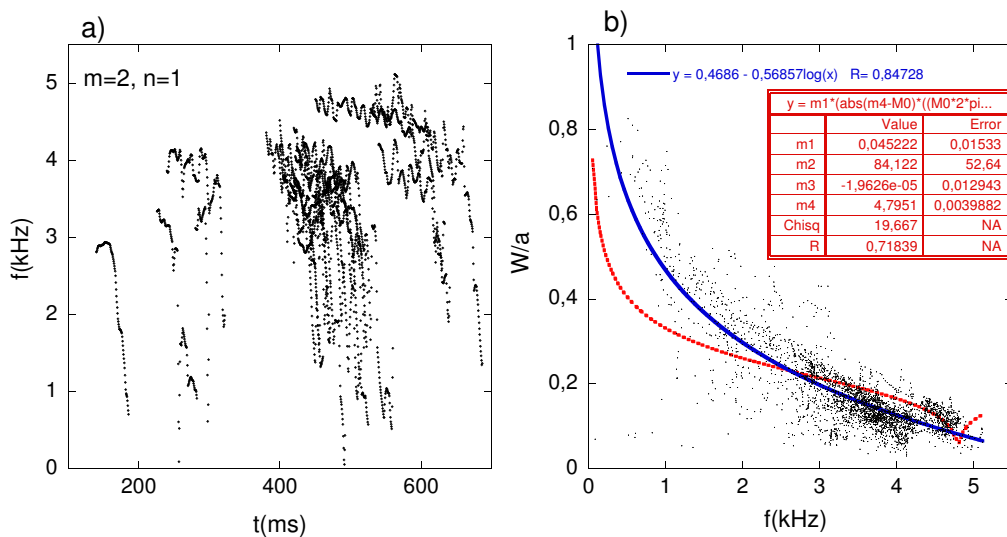 a)
m=2, n=1
f(kHz)
5
4
3
2
1
0
200
400
600
t(ms)
b)
W/a
1
0,8
0,6
0,4
0,2
0
0
1
2
3
4
5
f(kHz)
y = 0,4686 - 0,56857log(x) R= 0,84728
y = m1*(abs(m4-M0)*((M0*2*pi...
Value Error
m1 0,045222 0,01533
m2 84,122 52,64
m3 -1,9626e-05 0,012943
m4 4,7951 0,0039882
Chisq 19,667 NA
R 0,71839 NA